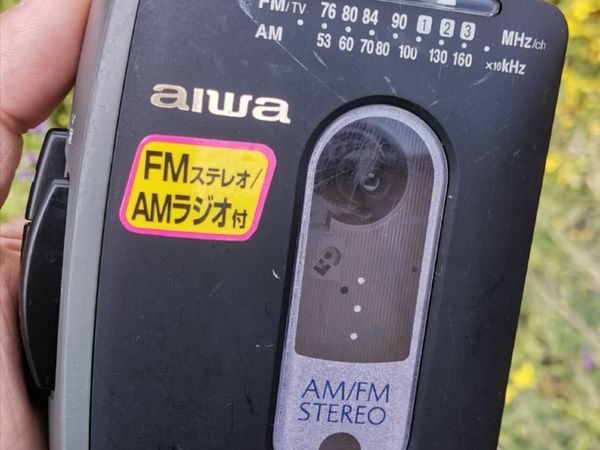 FM/TV 76 80 84 90 1 2 3 MHz/ch
AM 53 60 70 80 100 130 160 ×10kHz
aiwa
FMステレオ/
AMラジオ付
AM/FM
STEREO